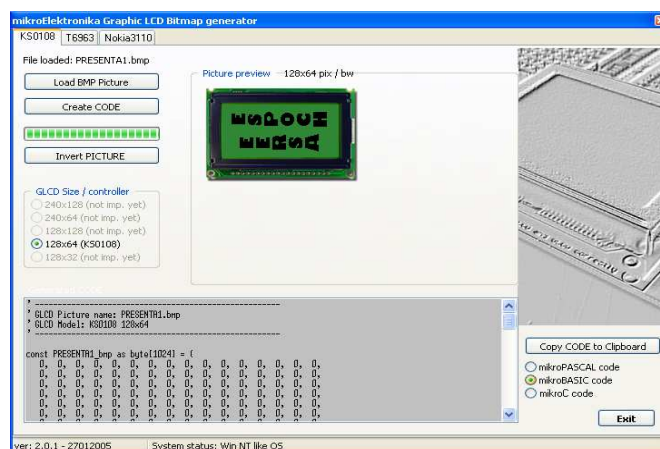 mikroElektronika Graphic LCD Bitmap generator
KS0108 T6963 Nokia3110
File loaded: PRESENTA1.bmp
Load BMP Picture
Create CODE
Invert PICTURE
Picture preview 128x64 pix / bw
ESPOCH
EERSA
GLCD Size / controller
240x128 (not imp. yet)
240x64 (not imp. yet)
128x128 (not imp. yet)
128x64 (KS0108)
128x32 (not imp. yet)
Generated CODE
' GLCD Picture name: PRESENTA1.bmp
' GLCD Model: KS0108 128x64
const PRESENTA1_bmp as byte[1024] = (
0, 0, 0, 0, 0, 0, 0, 0, 0, 0, 0, 0, 0, 0, 0, 0,
0, 0, 0, 0, 0, 0, 0, 0, 0, 0, 0, 0, 0, 0, 0, 0,
0, 0, 0, 0, 0, 0, 0, 0, 0, 0, 0, 0, 0, 0, 0, 0,
0, 0, 0, 0, 0, 0, 0, 0, 0, 0, 0, 0, 0, 0, 0, 0,
0, 0, 0, 0, 0, 0, 0, 0, 0, 0, 0, 0, 0, 0, 0, 0,
0, 0, 0, 0, 0, 0, 0, 0, 0, 0, 0, 0, 0, 0, 0, 0,
Copy CODE to Clipboard
mikroPASCAL code
mikroBASIC code
mikroC code
Exit
ver: 2.0.1 - 27012005 System status: Win NT like OS